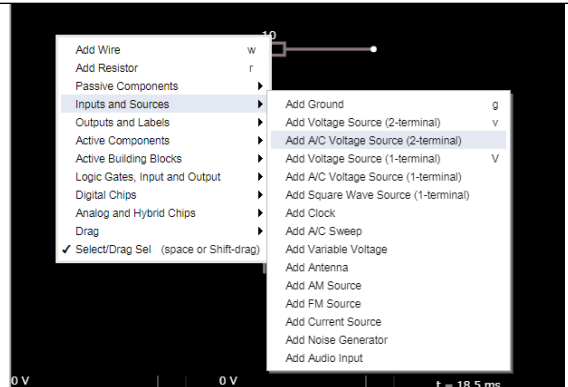 10
Add Wire w
Add Resistor r
Passive Components
Inputs and Sources
Outputs and Labels
Active Components
Active Building Blocks
Logic Gates, Input and Output
Digital Chips
Analog and Hybrid Chips
Drag
✓ Select/Drag Sel (space or Shift-drag)
Add Ground g
Add Voltage Source (2-terminal) v
Add A/C Voltage Source (2-terminal)
Add Voltage Source (1-terminal) V
Add A/C Voltage Source (1-terminal)
Add Square Wave Source (1-terminal)
Add Clock
Add A/C Sweep
Add Variable Voltage
Add Antenna
Add AM Source
Add FM Source
Add Current Source
Add Noise Generator
Add Audio Input
0 V 0 V t = 18.5 ms